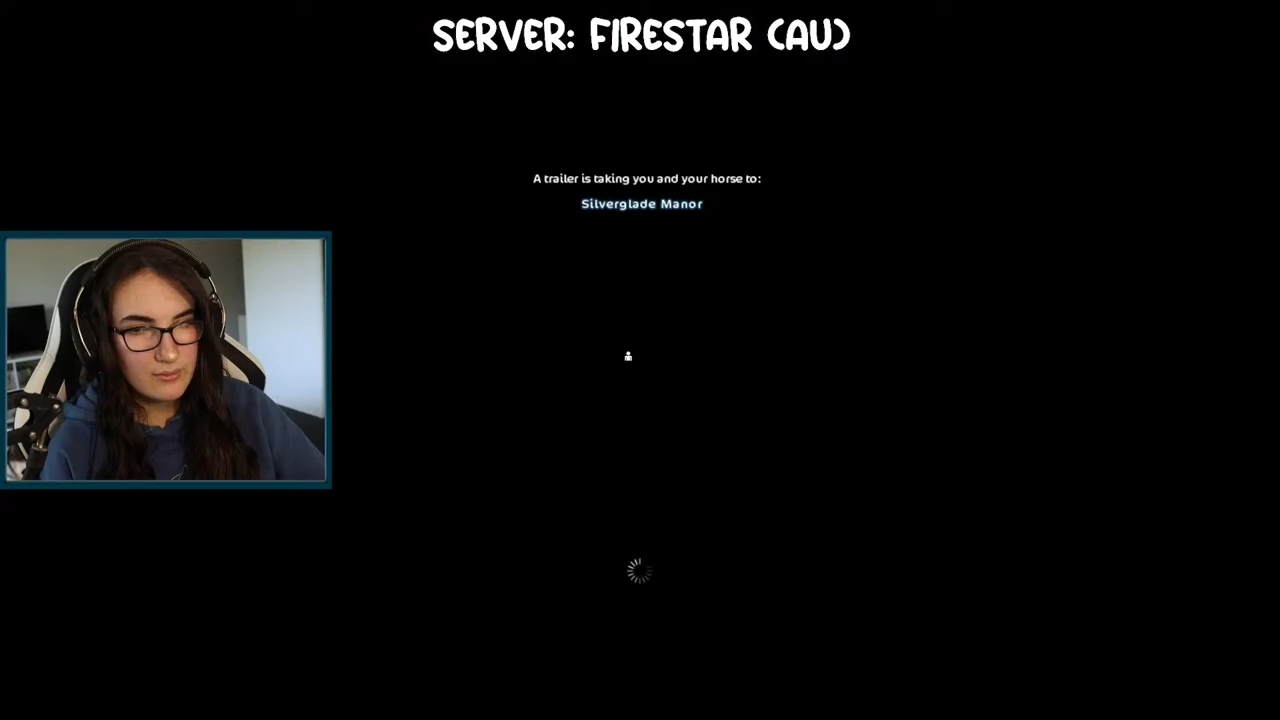 SERVER: FIRESTAR (AU)
A trailer is taking you and your horse to:
Silverglade Manor